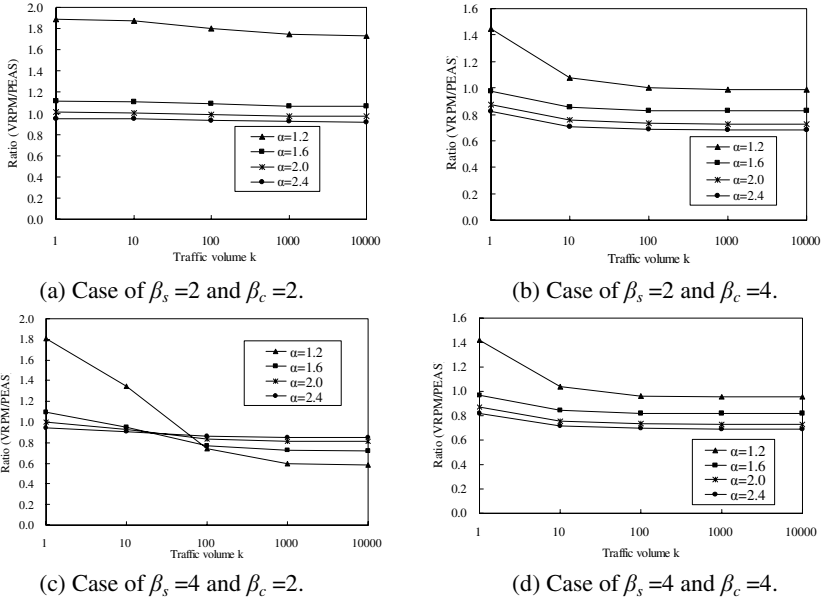 2.0
1.8
1.6
1.4
1.2
1.0
0.8
0.6
0.4
0.2
0.0
Ratio (VRPM/PEAS)
α=1.2
α=1.6
α=2.0
α=2.4
1 10 100 1000 10000
Traffic volume k
(a) Case of βs =2 and βc =2.
1.6
1.4
1.2
1.0
0.8
0.6
0.4
0.2
0.0
Ratio (VRPM/PEAS)
α=1.2
α=1.6
α=2.0
α=2.4
1 10 100 1000 10000
Traffic volume k
(b) Case of βs =2 and βc =4.
2.0
1.8
1.6
1.4
1.2
1.0
0.8
0.6
0.4
0.2
0.0
Ratio (VRPM/PEAS
α=1.2
α=1.6
α=2.0
α=2.4
1 10 100 1000 10000
Traffic volume k
(c) Case of βs =4 and βc =2.
1.6
1.4
1.2
1.0
0.8
0.6
0.4
0.2
0.0
Ratio (VRPM/PEAS
α=1.2
α=1.6
α=2.0
α=2.4
1 10 100 1000 10000
Traffic volume k
(d) Case of βs =4 and βc =4.